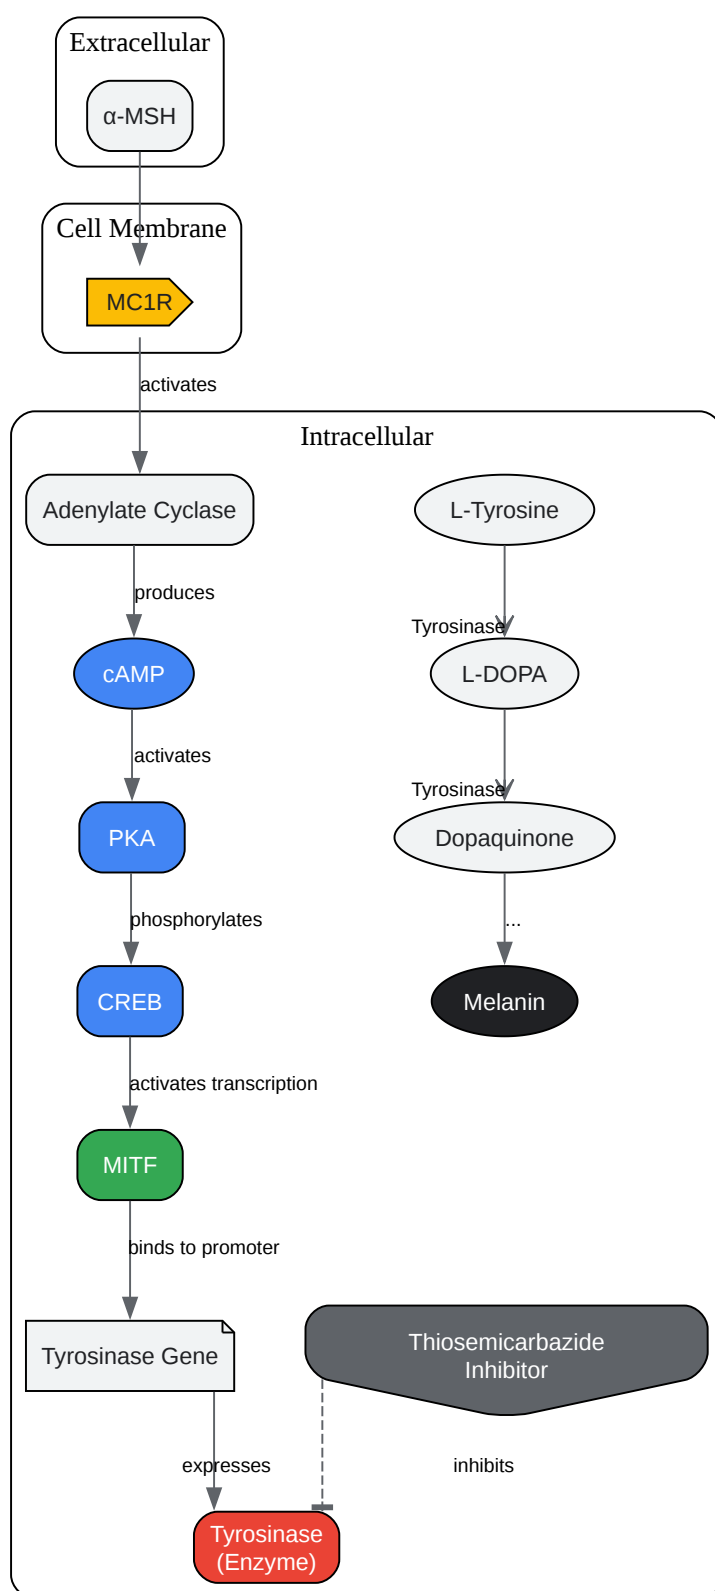 Extracellular
α-MSH
Cell Membrane
MC1R
activates
Intracellular
Adenylate Cyclase
L-Tyrosine
produces
Tyrosinase
cAMP
L-DOPA
activates
Tyrosinase
PKA
Dopaquinone
phosphorylates
...
CREB
Melanin
activates transcription
MITF
binds to promoter
Tyrosinase Gene
Thiosemicarbazide
Inhibitor
expresses
inhibits
Tyrosinase
(Enzyme)